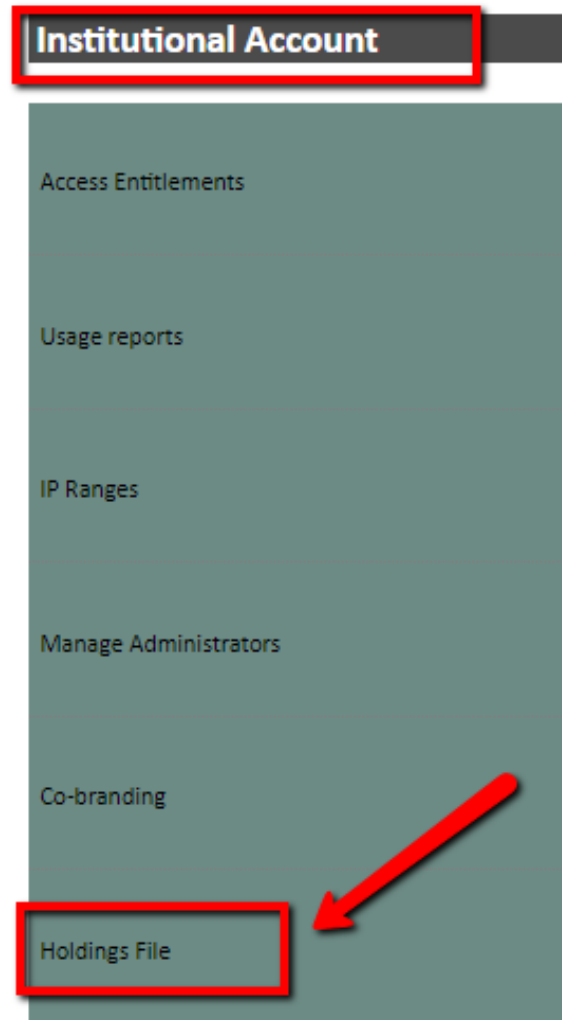 Institutional Account
Access Entitlements
Usage reports
IP Ranges
Manage Administrators
Co-branding
Holdings File